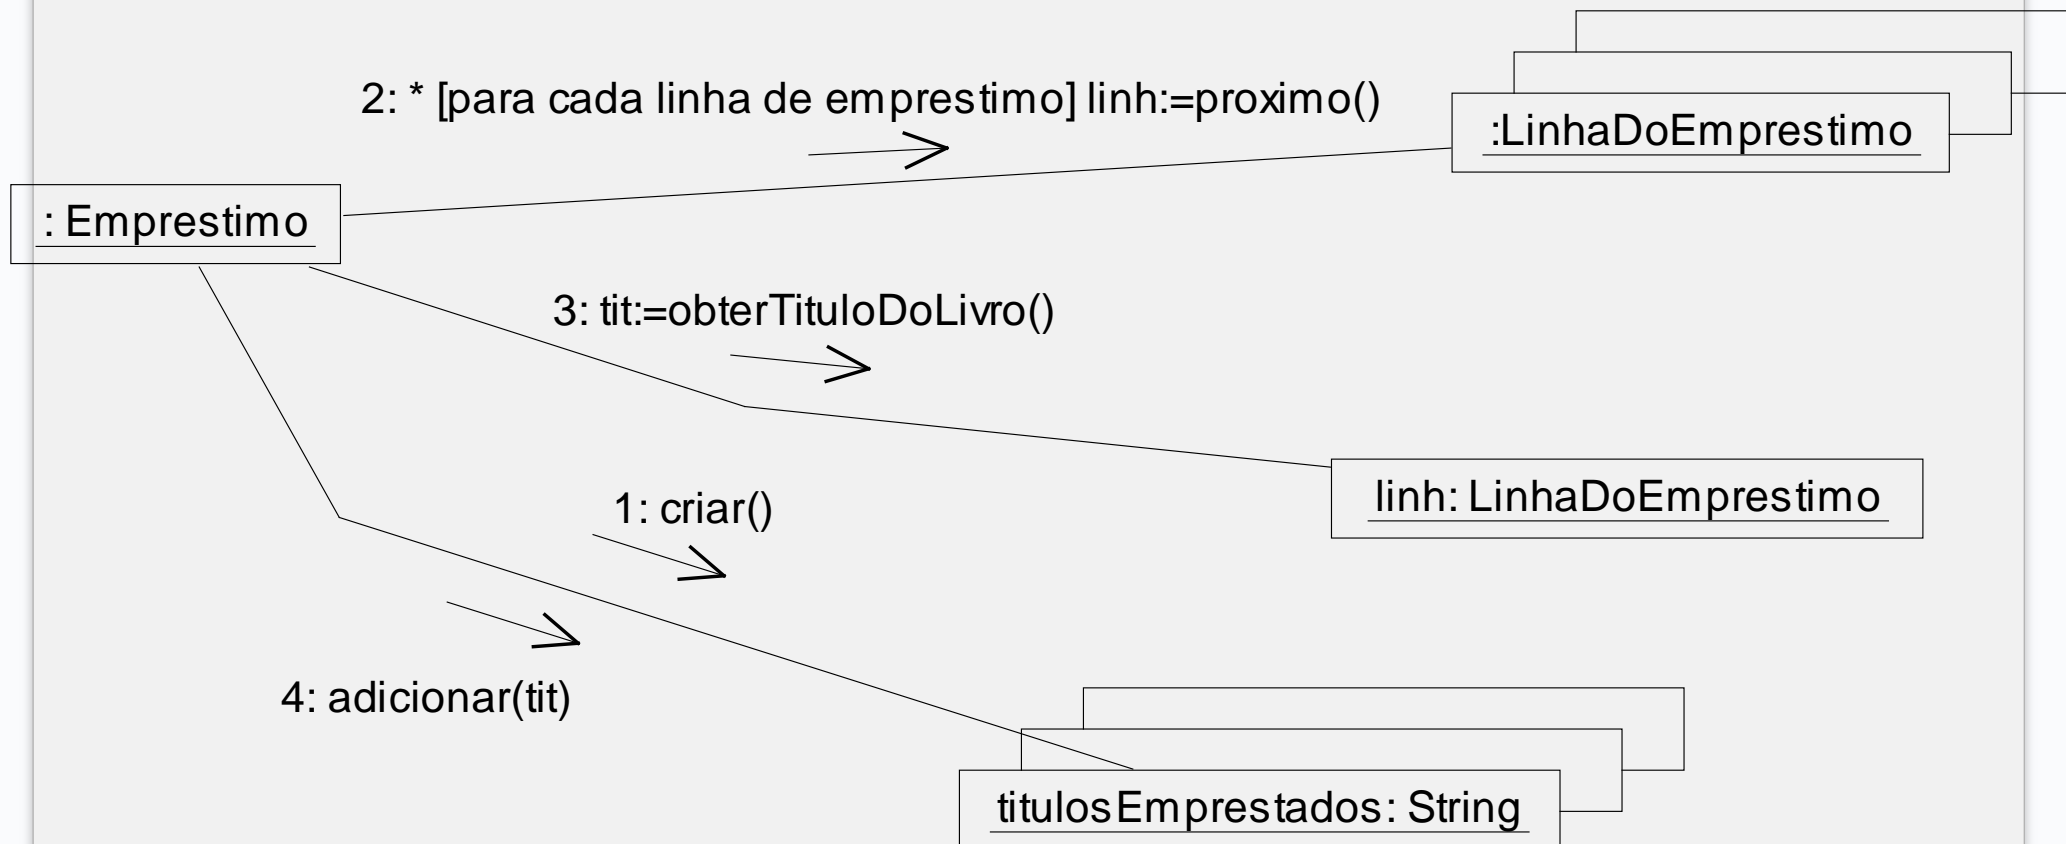 2: * [para cada linha de emprestimo] linh:=proximo()
:LinhaDoEmprestimo
: Emprestimo
3: tit:=obterTituloDoLivro()
linh: LinhaDoEmprestimo
1: criar()
4: adicionar(tit)
titulosEmprestados: String